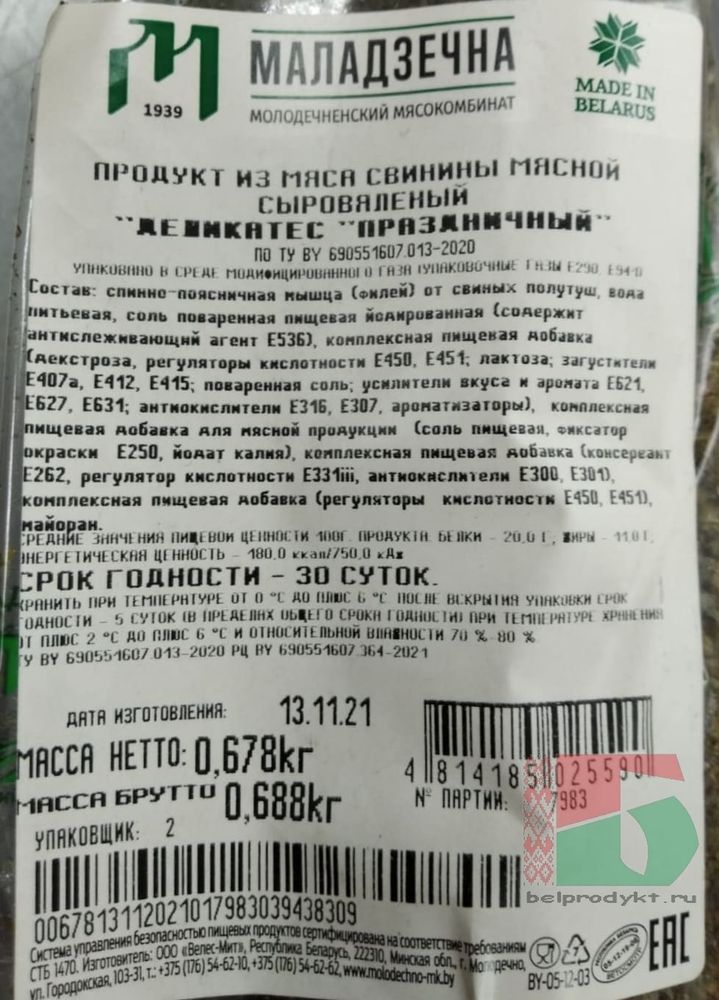 МАЛАДЗЕЧНА
1939
МОЛОДЕЧНЕНСКИЙ МЯСОКОМБИНАТ
MADE IN
BELARUS
ПРОДУКТ ИЗ МЯСА СВИНИНЫ МЯСНОЙ
СЫРОВЯЛЕНЫЙ
"ДЕЛИКАТЕС "ПРАЗДНИЧНЫЙ"
ПО ТУ BY 690551607.013-2020
УПАКОВАНО В СРЕДЕ МОДИФИЦИРОВАННОГО ГАЗА (УПАКОВОЧНЫЕ ГАЗЫ Е290, Е941)
Состав: спинно-поясничная мышца (филей) от свиных полутуш, вода
питьевая, соль поваренная пищевая йодированная (содержит
антислеживающий агент Е536), комплексная пищевая добавка
(декстроза, регуляторы кислотности Е450, Е451; лактоза; загустители
Е407а, Е412, Е415; поваренная соль; усилители вкуса и аромата Е621,
Е627, Е631; антиокислители Е316, Е307, ароматизаторы), комплексная
пищевая добавка для мясной продукции (соль пищевая, фиксатор
окраски Е250, йодат калия), комплексная пищевая добавка (консервант
Е262, регулятор кислотности Е331iii, антиокислители Е300, Е301),
комплексная пищевая добавка (регуляторы кислотности Е450, Е451),
майоран.
СРЕДНИЕ ЗНАЧЕНИЯ ПИЩЕВОЙ ЦЕННОСТИ 100Г. ПРОДУКТА: БЕЛКИ - 20,0 Г, ЖИРЫ - 11,0 Г,
ЭНЕРГЕТИЧЕСКАЯ ЦЕННОСТЬ - 180,0 ккал/750,0 кДж
СРОК ГОДНОСТИ - 30 СУТОК.
ХРАНИТЬ ПРИ ТЕМПЕРАТУРЕ ОТ 0 °С ДО ПЛЮС 6 °С ПОСЛЕ ВСКРЫТИЯ УПАКОВКИ СРОК
ГОДНОСТИ - 5 СУТОК (В ПРЕДЕЛАХ ОБЩЕГО СРОКА ГОДНОСТИ) ПРИ ТЕМПЕРАТУРЕ ХРАНЕНИЯ
ОТ ПЛЮС 2 °С ДО ПЛЮС 6 °С И ОТНОСИТЕЛЬНОЙ ВЛАЖНОСТИ 70 %-80 %
ТУ BY 690551607.013-2020 РЦ BY 690551607.364-2021
ДАТА ИЗГОТОВЛЕНИЯ: 13.11.21
МАССА НЕТТО: 0,678kg
МАССА БРУТТО 0,688kg
4 814185 025590
№ ПАРТИИ: 7983
УПАКОВЩИК: 2
belprodykt.ru
00678131120210179830394383​09
Система управления безопасностью пищевых продуктов сертифицирована на соответствие требованиям
СТБ 1470. Изготовитель: ООО «Велес-Мит», Республика Беларусь, 222310, Минская обл., г. Молодечно,
ул. Городокская, 103-31, т.: +375 (176) 54-62-10, +375 (176) 54-62-62, www.molodechno-mk.by
BY-05-12-03
05-12-19-06
ЕАС